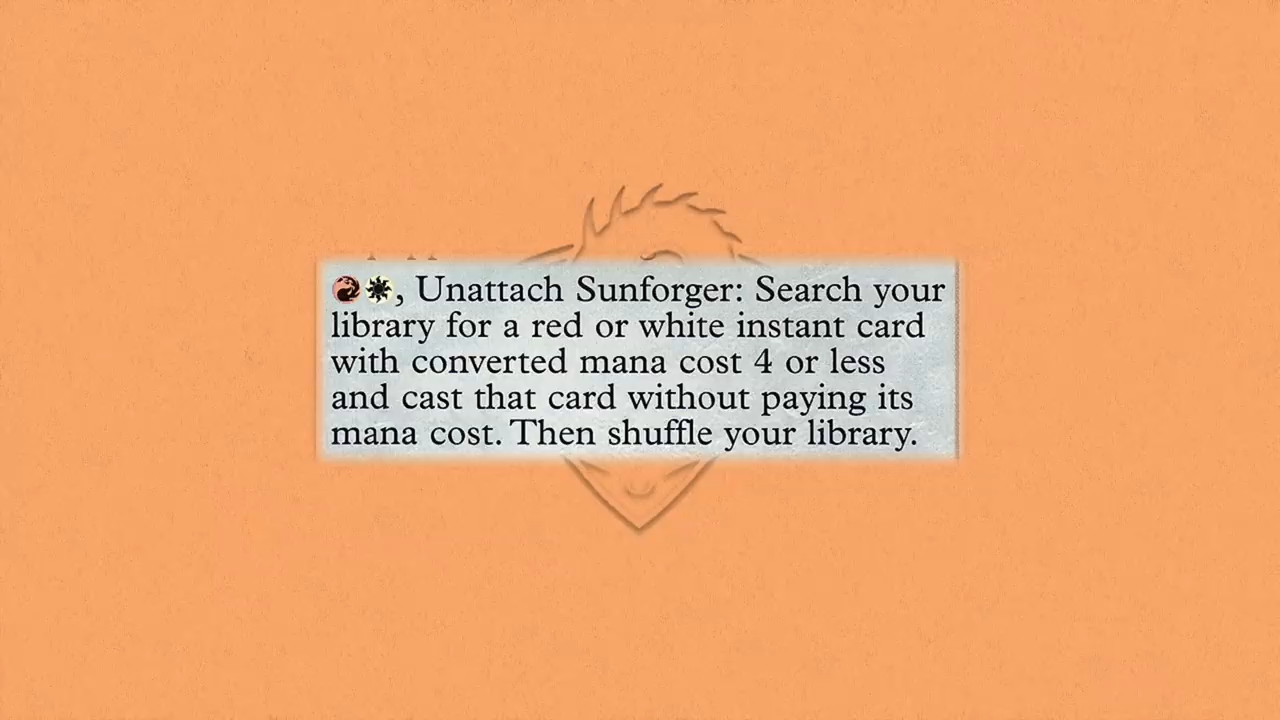 , Unattach Sunforger: Search your
library for a red or white instant card
with converted mana cost 4 or less
and cast that card without paying its
mana cost. Then shuffle your library.